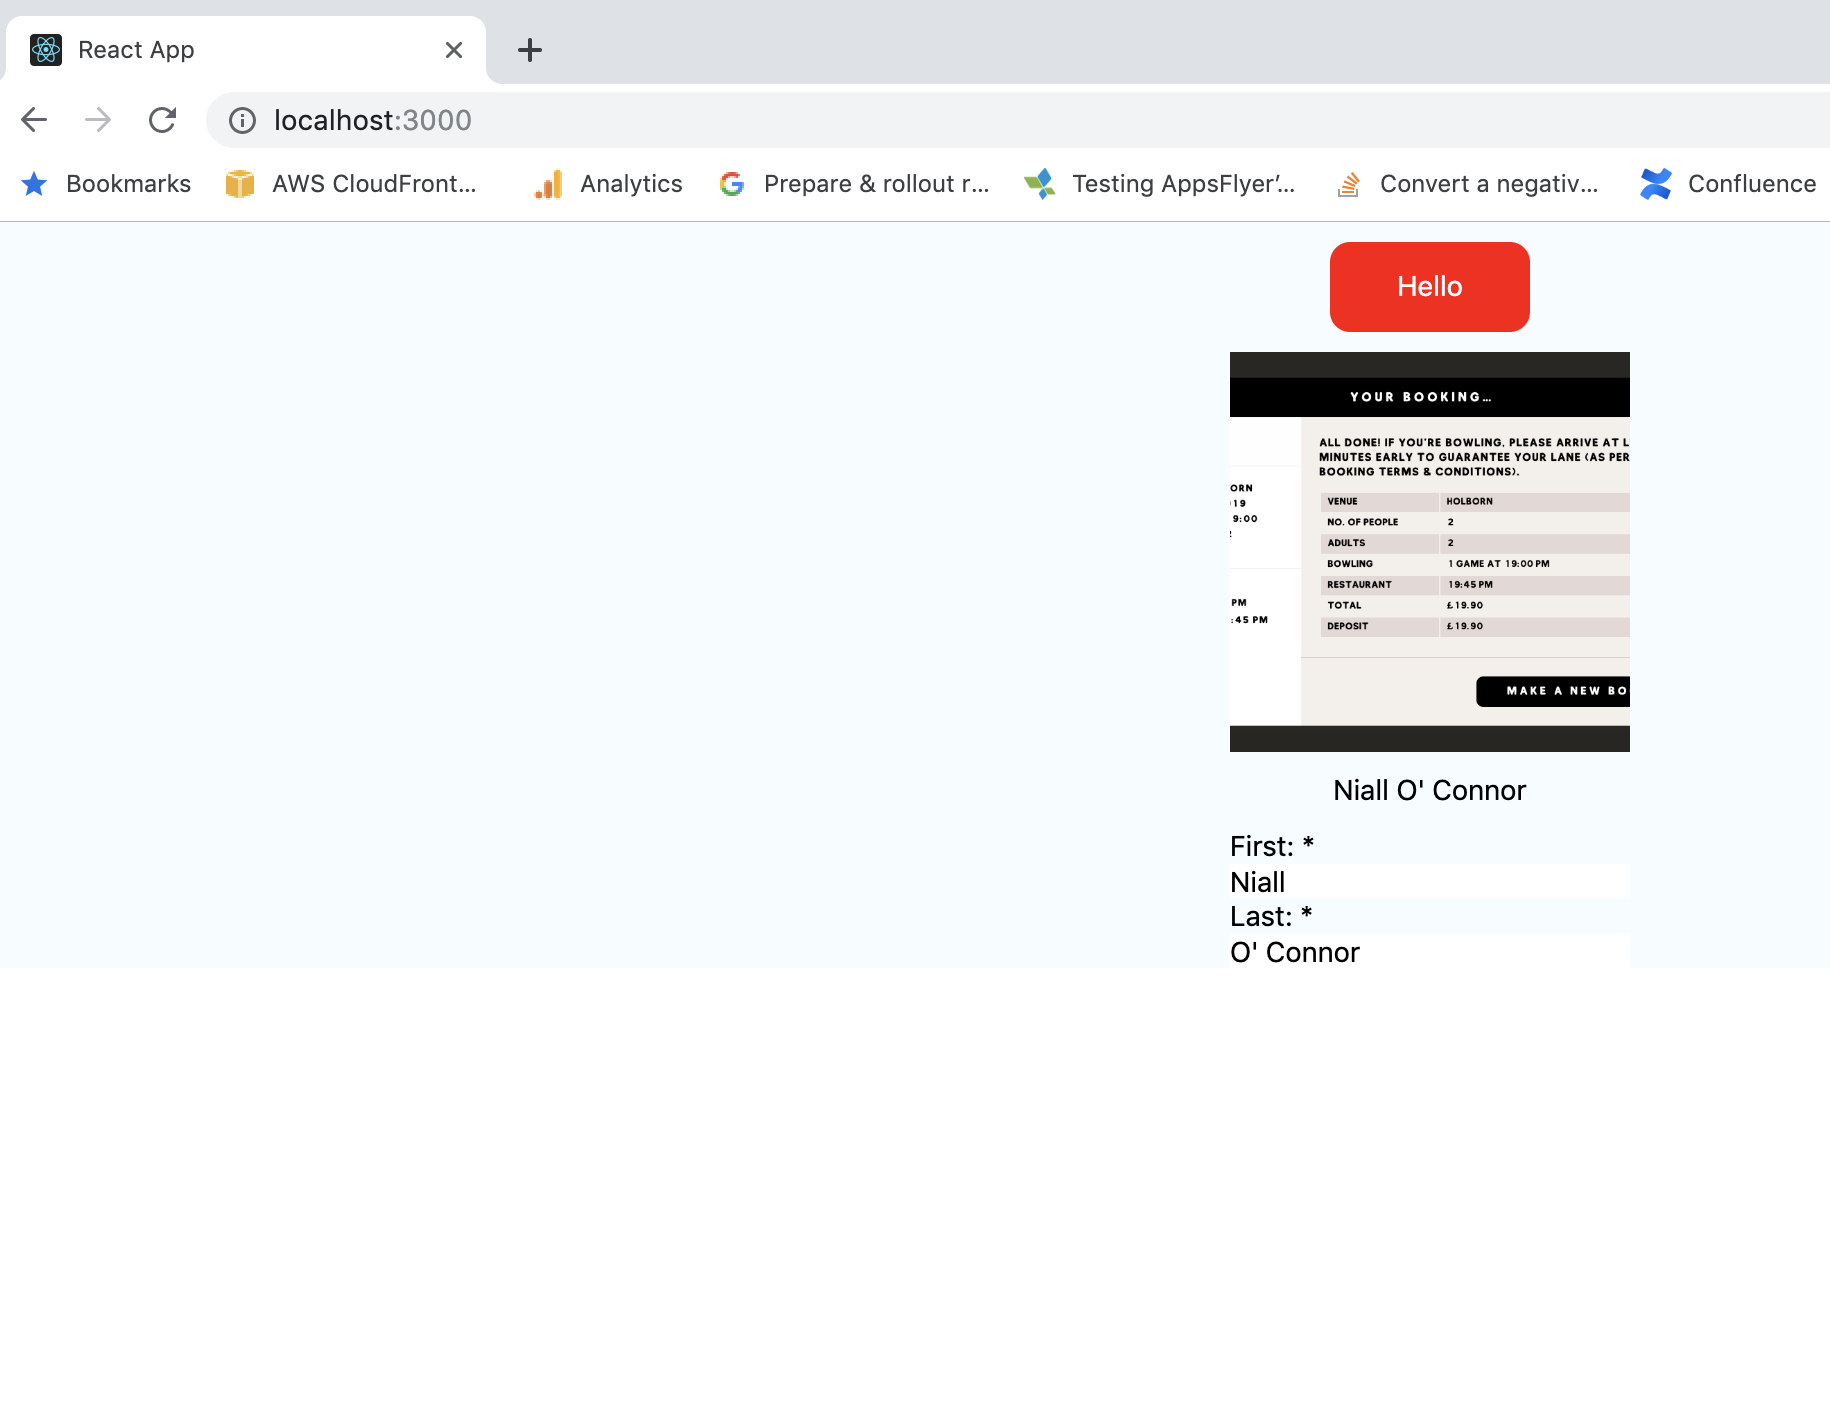 React App
localhost:3000
Bookmarks
AWS CloudFront...
Analytics
Prepare & rollout r...
Testing AppsFlyer'...
Convert a negativ...
Confluence
Hello
YOUR BOOKING...
ALL DONE! IF YOU'RE BOWLING, PLEASE ARRIVE AT L
MINUTES EARLY TO GUARANTEE YOUR LANE (AS PER
BOOKING TERMS & CONDITIONS).
ORN
19
9:00
VENUE HOLBORN
NO. OF PEOPLE 2
ADULTS 2
BOWLING 1 GAME AT 19:00 PM
RESTAURANT 19:45 PM
TOTAL £19.90
DEPOSIT £19.90
PM
:45 PM
MAKE A NEW BO
Niall O' Connor
First: *
Niall
Last: *
O' Connor